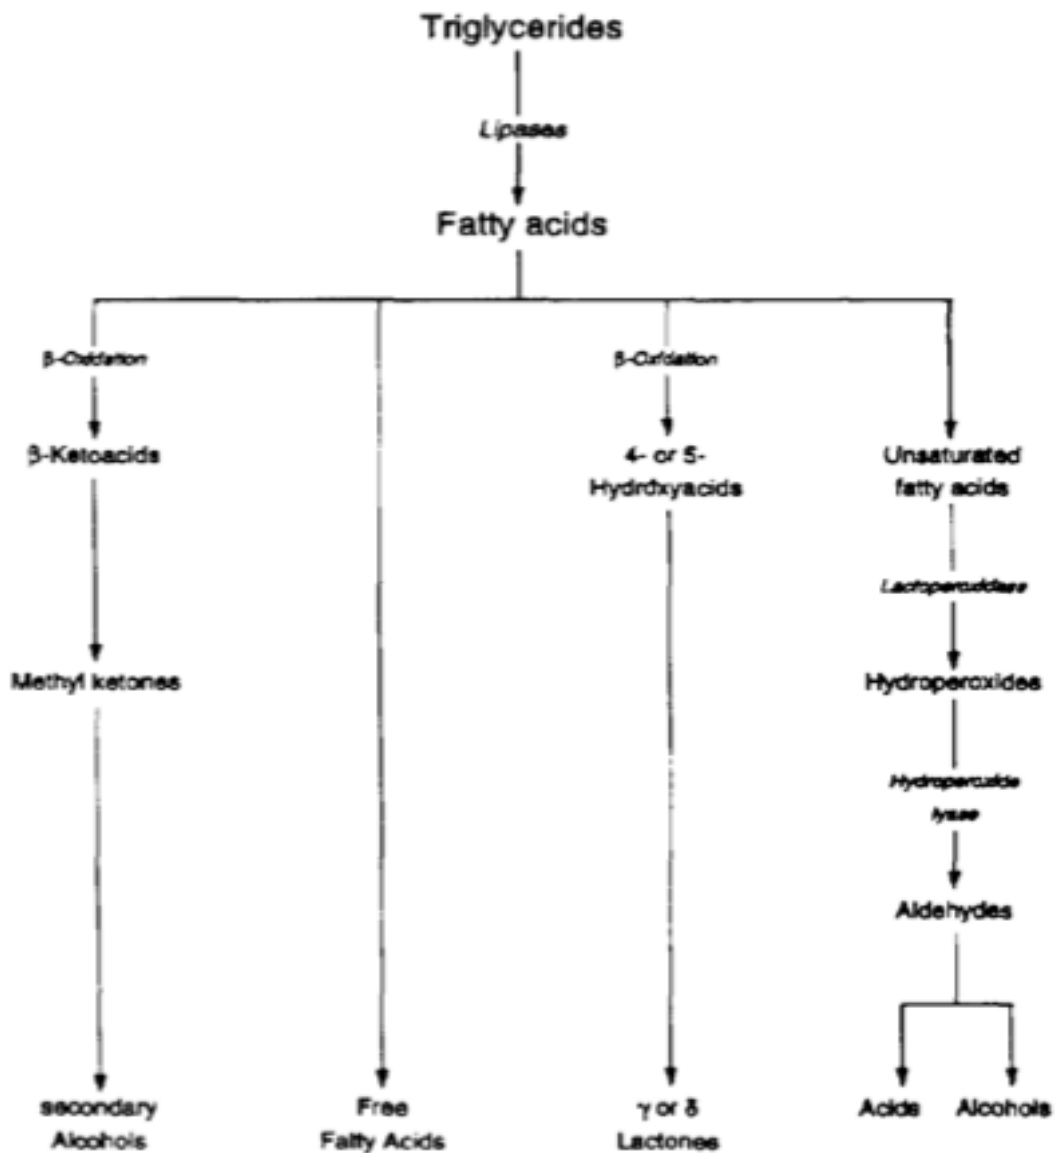 Triglycerides
Lipases
Fatty acids
β-Oxidation
β-Oxidation
β-Ketoacids
4- or 5-
Hydroxyacids
Unsaturated
fatty acids
Lactoperoxidase
Methyl ketones
Hydroperoxides
Hydroperoxide
lyase
Aldehydes
secondary
Alcohols
Free
Fatty Acids
γ or δ
Lactones
Acids
Alcohols